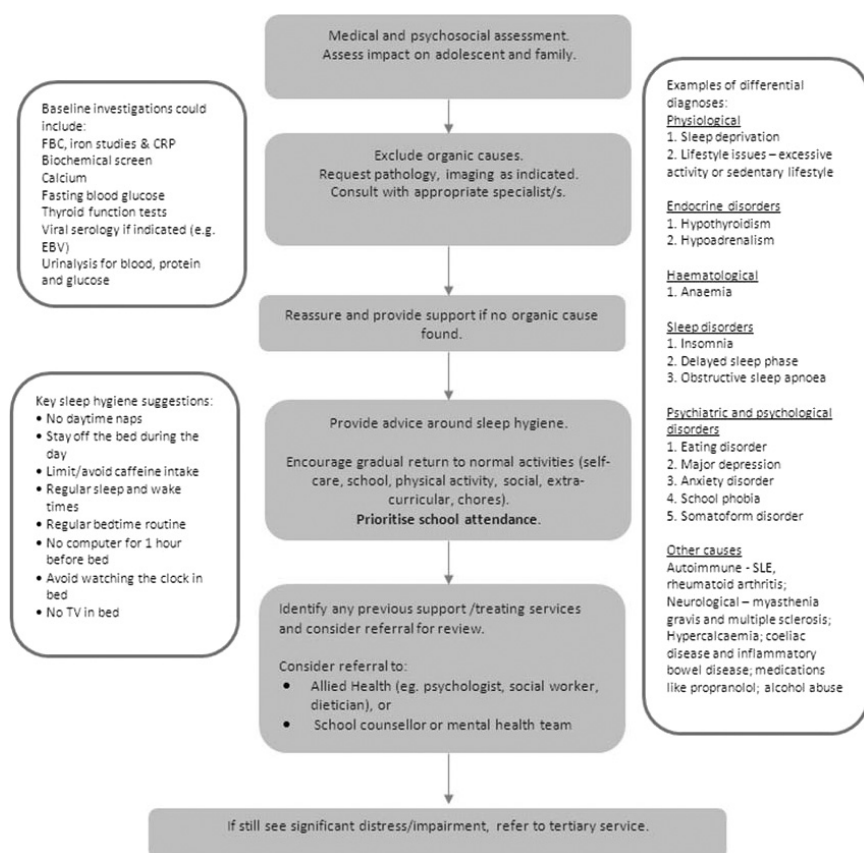 Medical and psychosocial assessment.
Assess impact on adolescent and family.
Baseline investigations could
include:
FBC, iron studies & CRP
Biochemical screen
Calcium
Fasting blood glucose
Thyroid function tests
Viral serology if indicated (e.g.
EBV)
Urinalysis for blood, protein
and glucose
Exclude organic causes.
Request pathology, imaging as indicated.
Consult with appropriate specialist/s.
Examples of differential
diagnoses:
Physiological
1. Sleep deprivation
2. Lifestyle issues – excessive
activity or sedentary lifestyle
Endocrine disorders
1. Hypothyroidism
2. Hypoadrenalism
Haematological
1. Anaemia
Sleep disorders
1. Insomnia
2. Delayed sleep phase
3. Obstructive sleep apnoea
Psychiatric and psychological
disorders
1. Eating disorder
2. Major depression
3. Anxiety disorder
4. School phobia
5. Somatoform disorder
Other causes
Autoimmune - SLE,
rheumatoid arthritis;
Neurological – myasthenia
gravis and multiple sclerosis;
Hypercalcaemia; coeliac
disease and inflammatory
bowel disease; medications
like propranolol; alcohol abuse
Reassure and provide support if no organic cause
found.
Key sleep hygiene suggestions:
• No daytime naps
• Stay off the bed during the
day
• Limit/avoid caffeine intake
• Regular sleep and wake
times
• Regular bedtime routine
• No computer for 1 hour
before bed
• Avoid watching the clock in
bed
• No TV in bed
Provide advice around sleep hygiene.
Encourage gradual return to normal activities (self-
care, school, physical activity, social, extra-
curricular, chores).
Prioritise school attendance.
Identify any previous support /treating services
and consider referral for review.
Consider referral to:
• Allied Health (eg. psychologist, social worker,
dietician), or
• School counsellor or mental health team
If still see significant distress/impairment, refer to tertiary service.